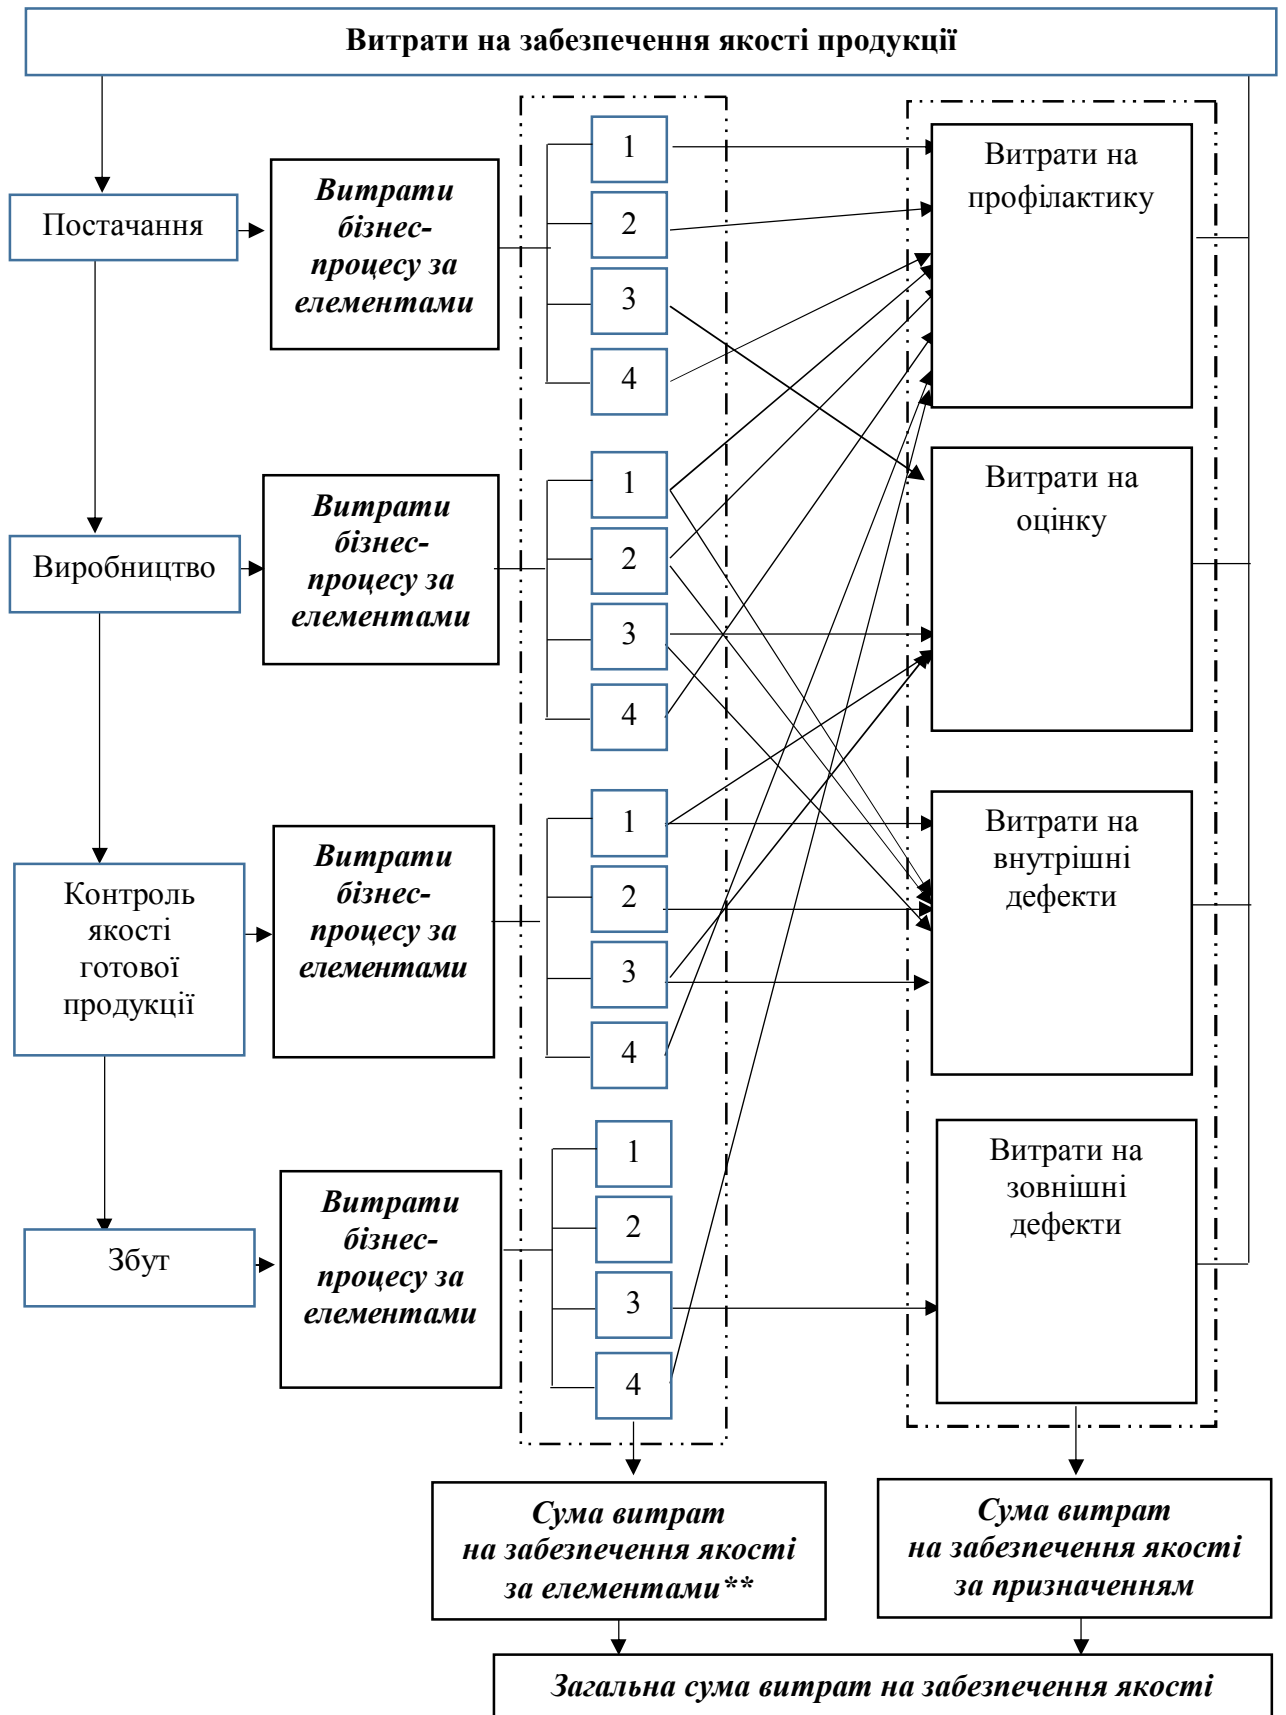 Витрати на забезпечення якості продукції
Постачання
Витрати
бізнес-
процесу за
елементами
1
2
3
4
Витрати на
профілактику
Виробництво
Витрати
бізнес-
процесу за
елементами
1
2
3
4
Витрати на
оцінку
Контроль
якості
готової
продукції
Витрати
бізнес-
процесу за
елементами
1
2
3
4
Витрати на
внутрішні
дефекти
Збут
Витрати
бізнес-
процесу за
елементами
1
2
3
4
Витрати на
зовнішні
дефекти
Сума витрат
на забезпечення якості
за елементами**
Сума витрат
на забезпечення якості
за призначенням
Загальна сума витрат на забезпечення якості